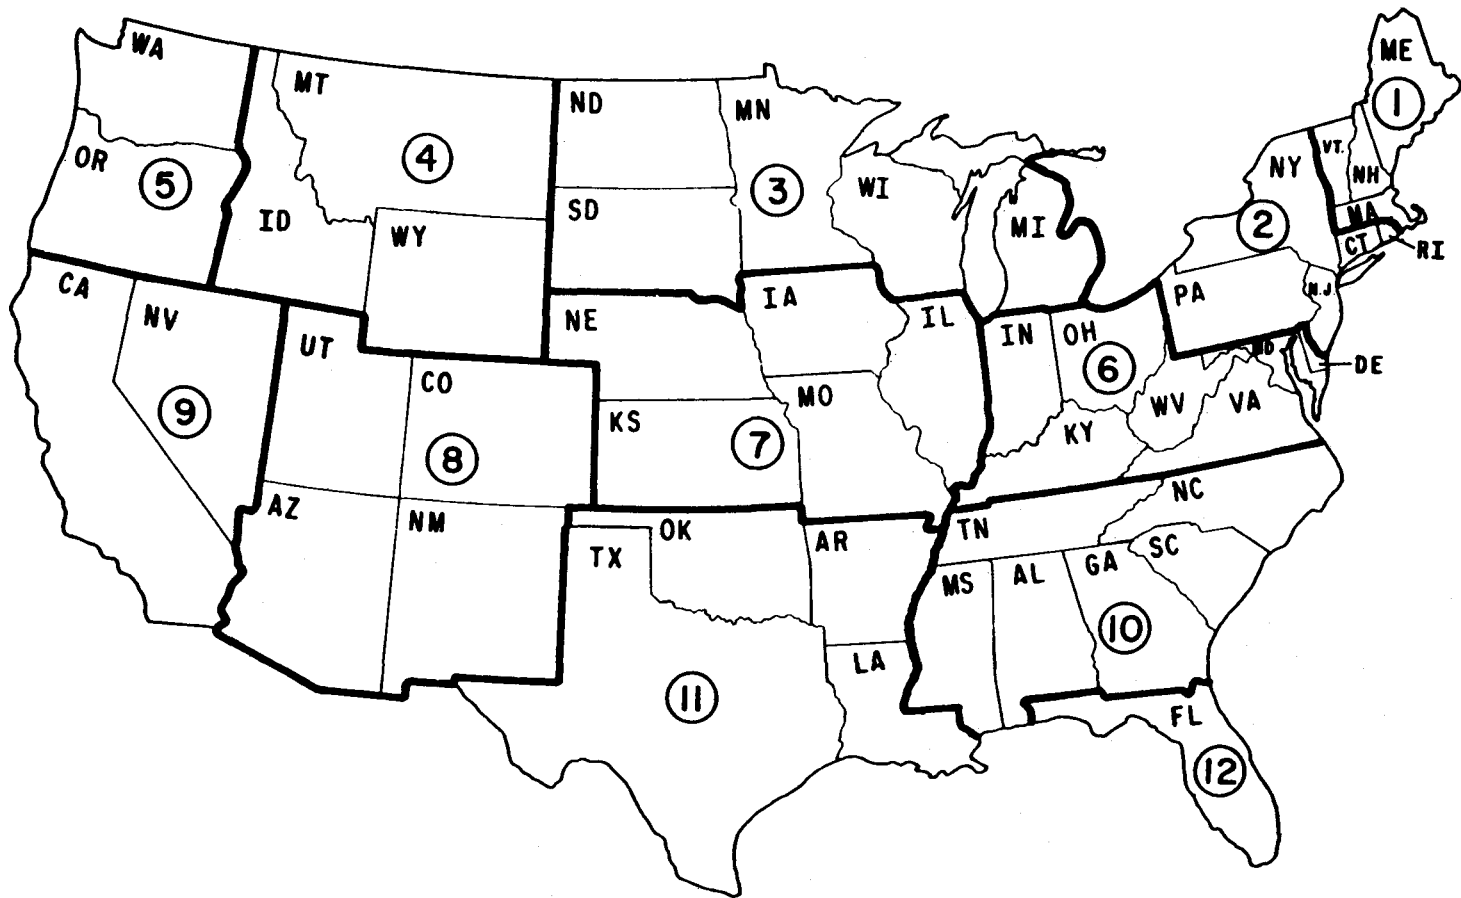 WA
MT
ND
MN
ME
1
OR
5
4
3
WI
NY
VT.
NH
ID
WY
SD
MI
2
MA
CT
RI
CA
NV
UT
NE
IA
IL
IN
OH
PA
N.J
MD
DE
9
CO
8
KS
7
MO
6
KY
WV
VA
AZ
NM
TX
OK
AR
TN
NC
MS
AL
GA
SC
10
11
LA
FL
12